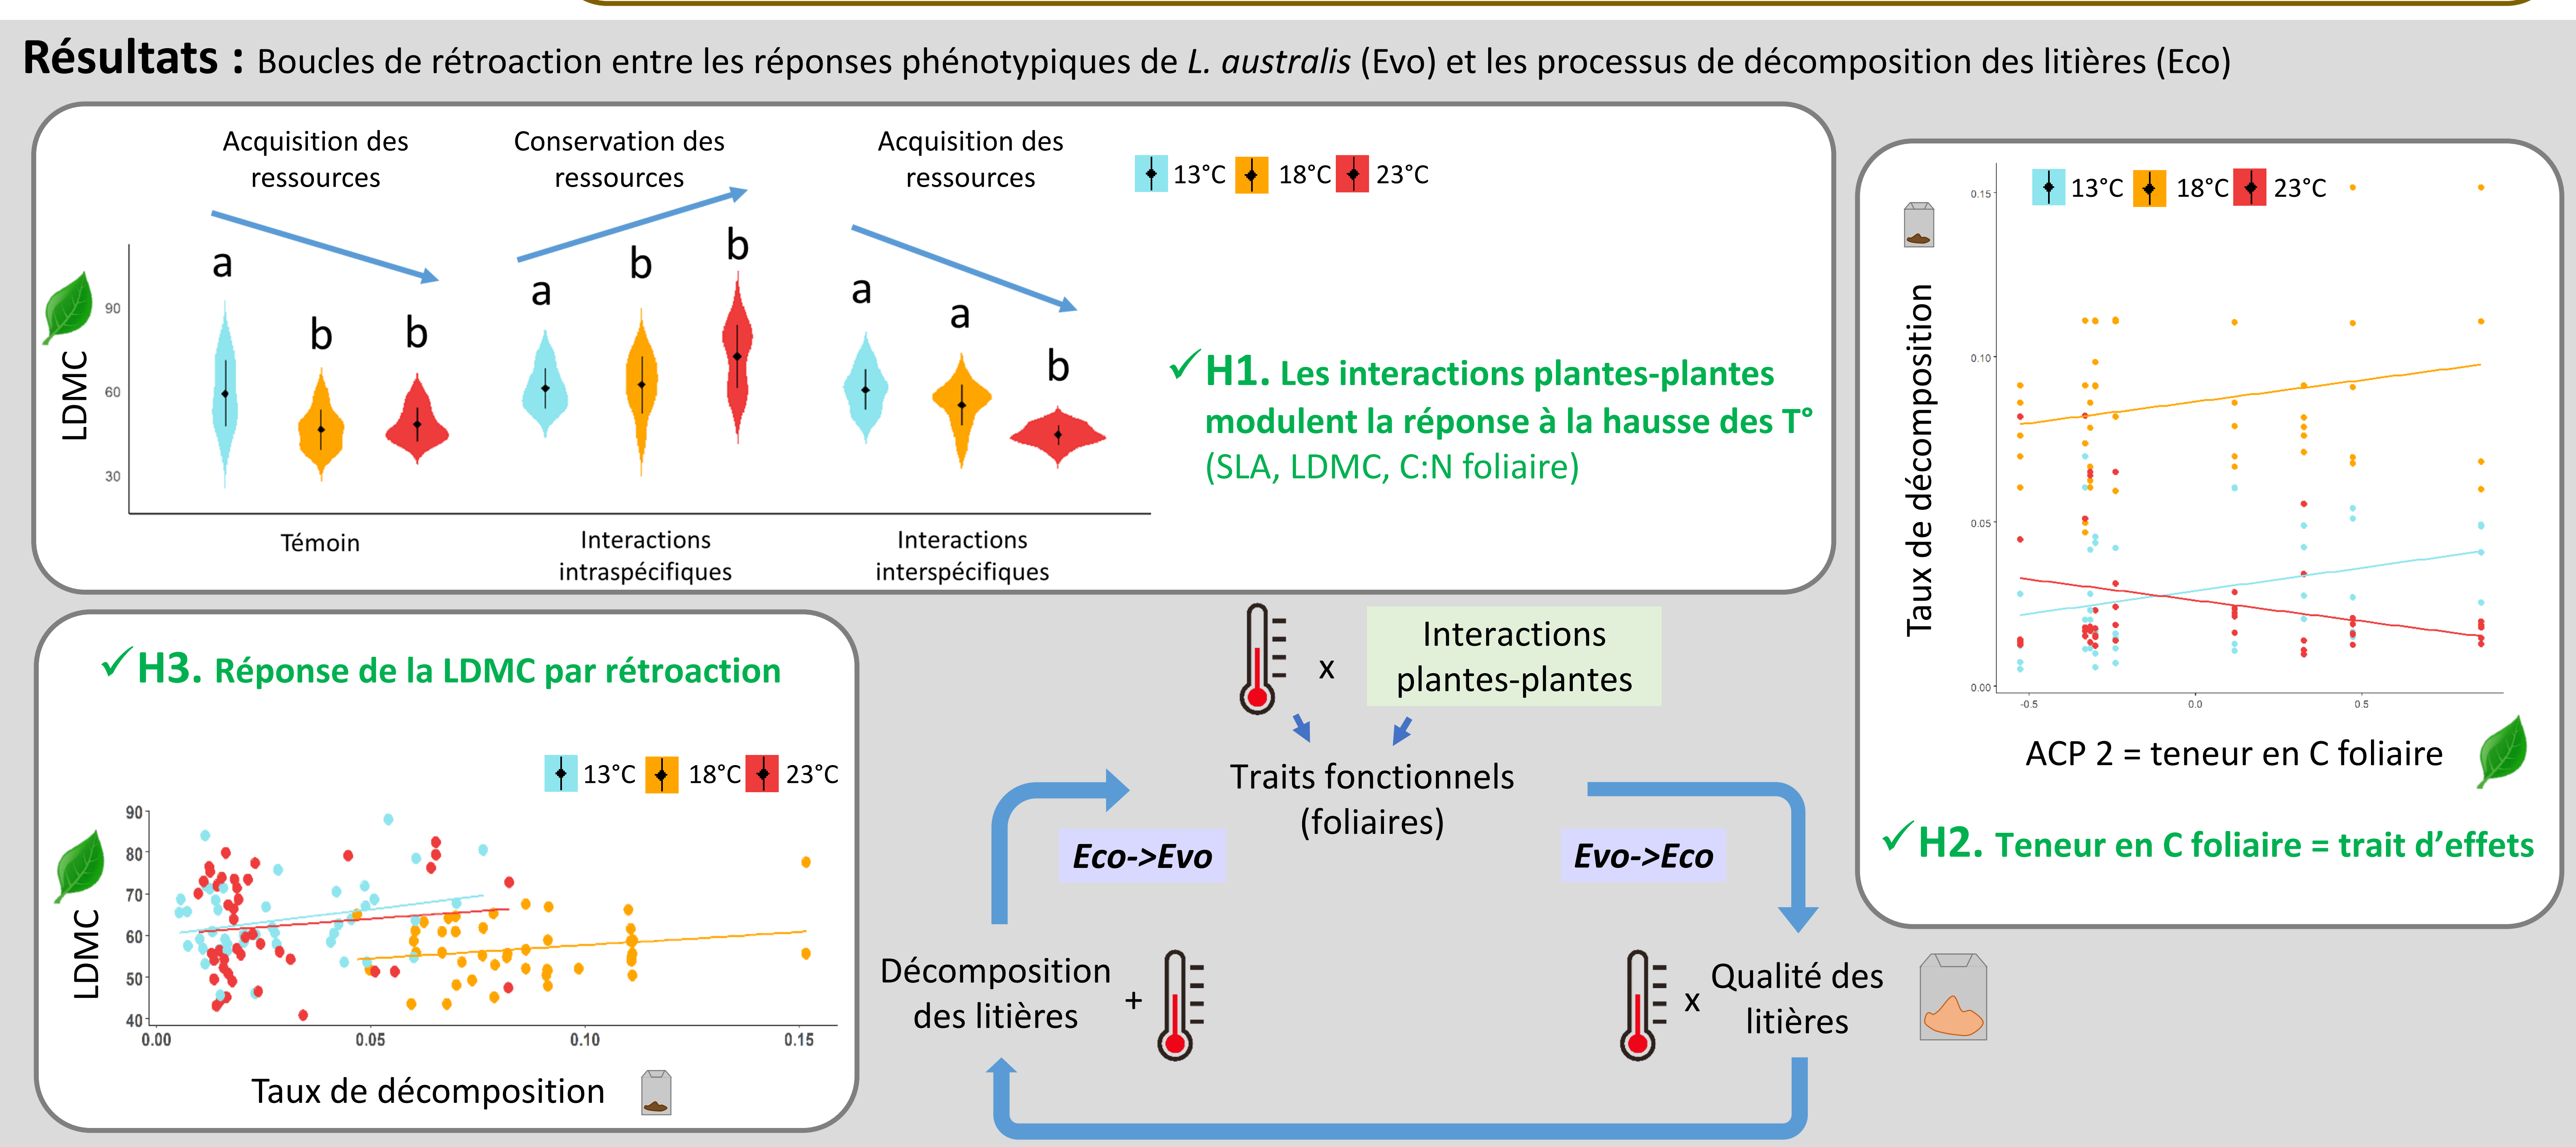 Résultats : Boucles de rétroaction entre les réponses phénotypiques de L. australis (Evo) et les processus de décomposition des litières (Eco)
Acquisition des
ressources
Conservation des
ressources
Acquisition des
ressources
13°C 18°C 23°C
a
b
b
a
b
b
a
a
b
LDMC
90
60
30
Témoin
Interactions
intraspécifiques
Interactions
interspécifiques
✓H1. Les interactions plantes-plantes
modulent la réponse à la hausse des T°
(SLA, LDMC, C:N foliaire)
13°C 18°C 23°C
Taux de décomposition
0.15
0.10
0.05
0.00
-0.5 0.0 0.5
ACP 2 = teneur en C foliaire
✓H2. Teneur en C foliaire = trait d’effets
✓H3. Réponse de la LDMC par rétroaction
13°C 18°C 23°C
LDMC
90
80
70
60
50
40
0.00 0.05 0.10 0.15
Taux de décomposition
x
Interactions
plantes-plantes
Traits fonctionnels
(foliaires)
Eco->Evo
Evo->Eco
Décomposition
des litières
+
x
Qualité des
litières